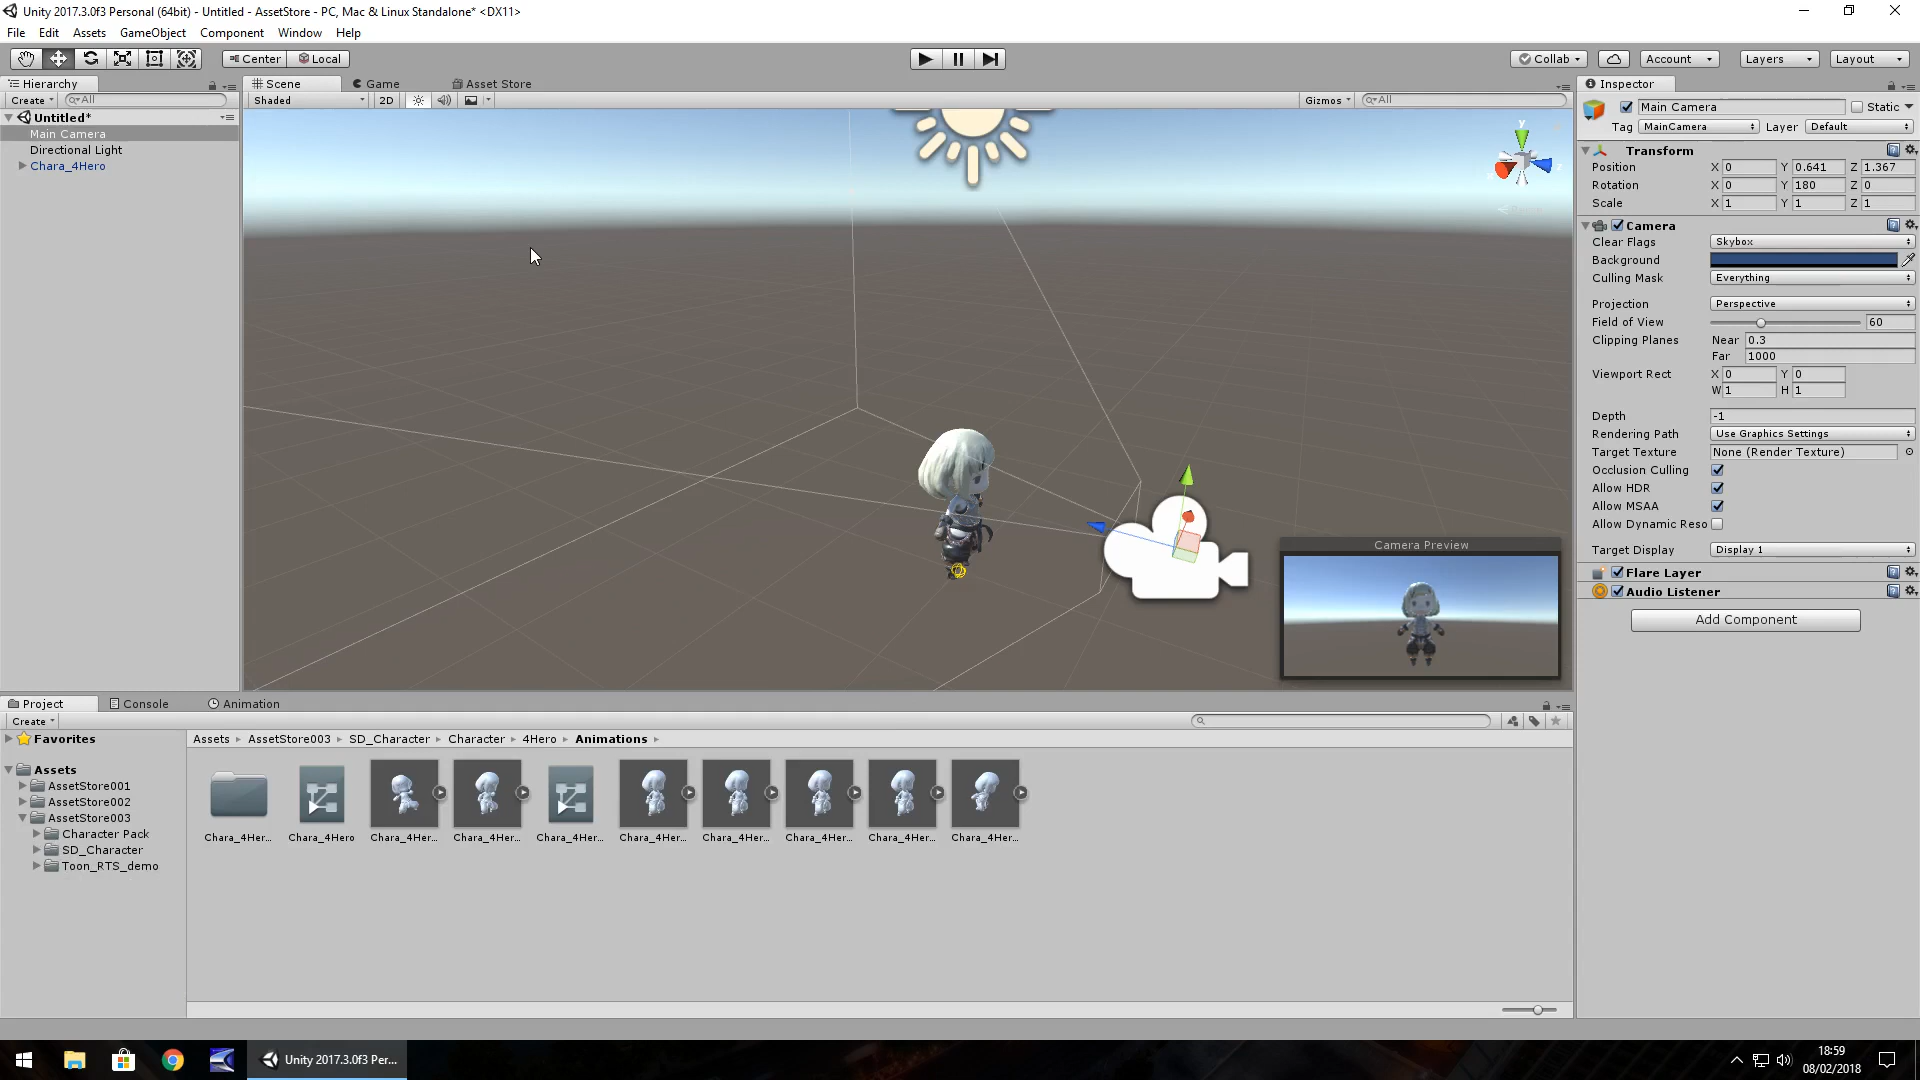 Unity 2017.3.0f3 Personal (64bit) - Untitled - AssetStore - PC, Mac & Linux Standalone* <DX11>
File Edit Assets GameObject Component Window Help
Center Local Collab Account Layers Layout
Hierarchy
Create All
Untitled*
Main Camera
Directional Light
Chara_4Hero
Scene Game Asset Store
Shaded 2D Gizmos All
y
Camera Preview
Inspector
Main Camera Static
Tag MainCamera Layer Default
Transform
Position X 0 Y 0.641 Z 1.367
Rotation X 0 Y 180 Z 0
Scale X 1 Y 1 Z 1
Camera
Clear Flags Skybox
Background
Culling Mask Everything
Projection Perspective
Field of View 60
Clipping Planes Near 0.3
Far 1000
Viewport Rect X 0 Y 0
W 1 H 1
Depth -1
Rendering Path Use Graphics Settings
Target Texture None (Render Texture)
Occlusion Culling
Allow HDR
Allow MSAA
Allow Dynamic Reso
Target Display Display 1
Flare Layer
Audio Listener
Add Component
Project Console Animation
Create
Favorites
Assets
AssetStore001
AssetStore002
AssetStore003
Character Pack
SD_Character
Toon_RTS_demo
Assets AssetStore003 SD_Character Character 4Hero Animations
Chara_4Her... Chara_4Hero Chara_4Her... Chara_4Her... Chara_4Her... Chara_4Her... Chara_4Her... Chara_4Her... Chara_4Her... Chara_4Her...
Unity 2017.3.0f3 Per...
18:59
08/02/2018